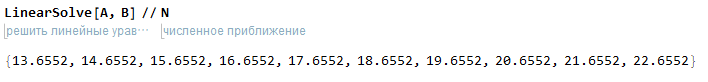 LinearSolve[A, B] // N
решить линейные урав⋯ численное приближение
{13.6552, 14.6552, 15.6552, 16.6552, 17.6552, 18.6552, 19.6552, 20.6552, 21.6552, 22.6552}